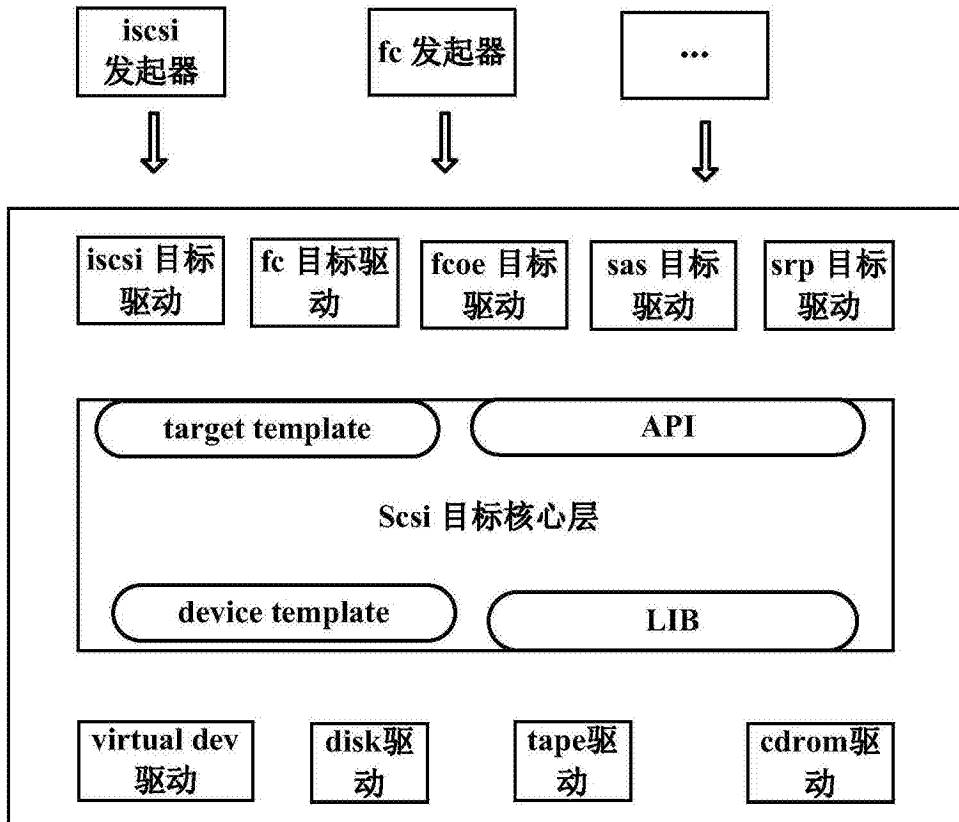 iscsi
发起器
fc 发起器
...
iscsi 目标
驱动
fc 目标驱
动
fcoe 目标
驱动
sas 目标
驱动
srp 目标
驱动
target template
API
Scsi 目标核心层
device template
LIB
virtual dev
驱动
disk驱
动
tape驱
动
cdrom驱
动